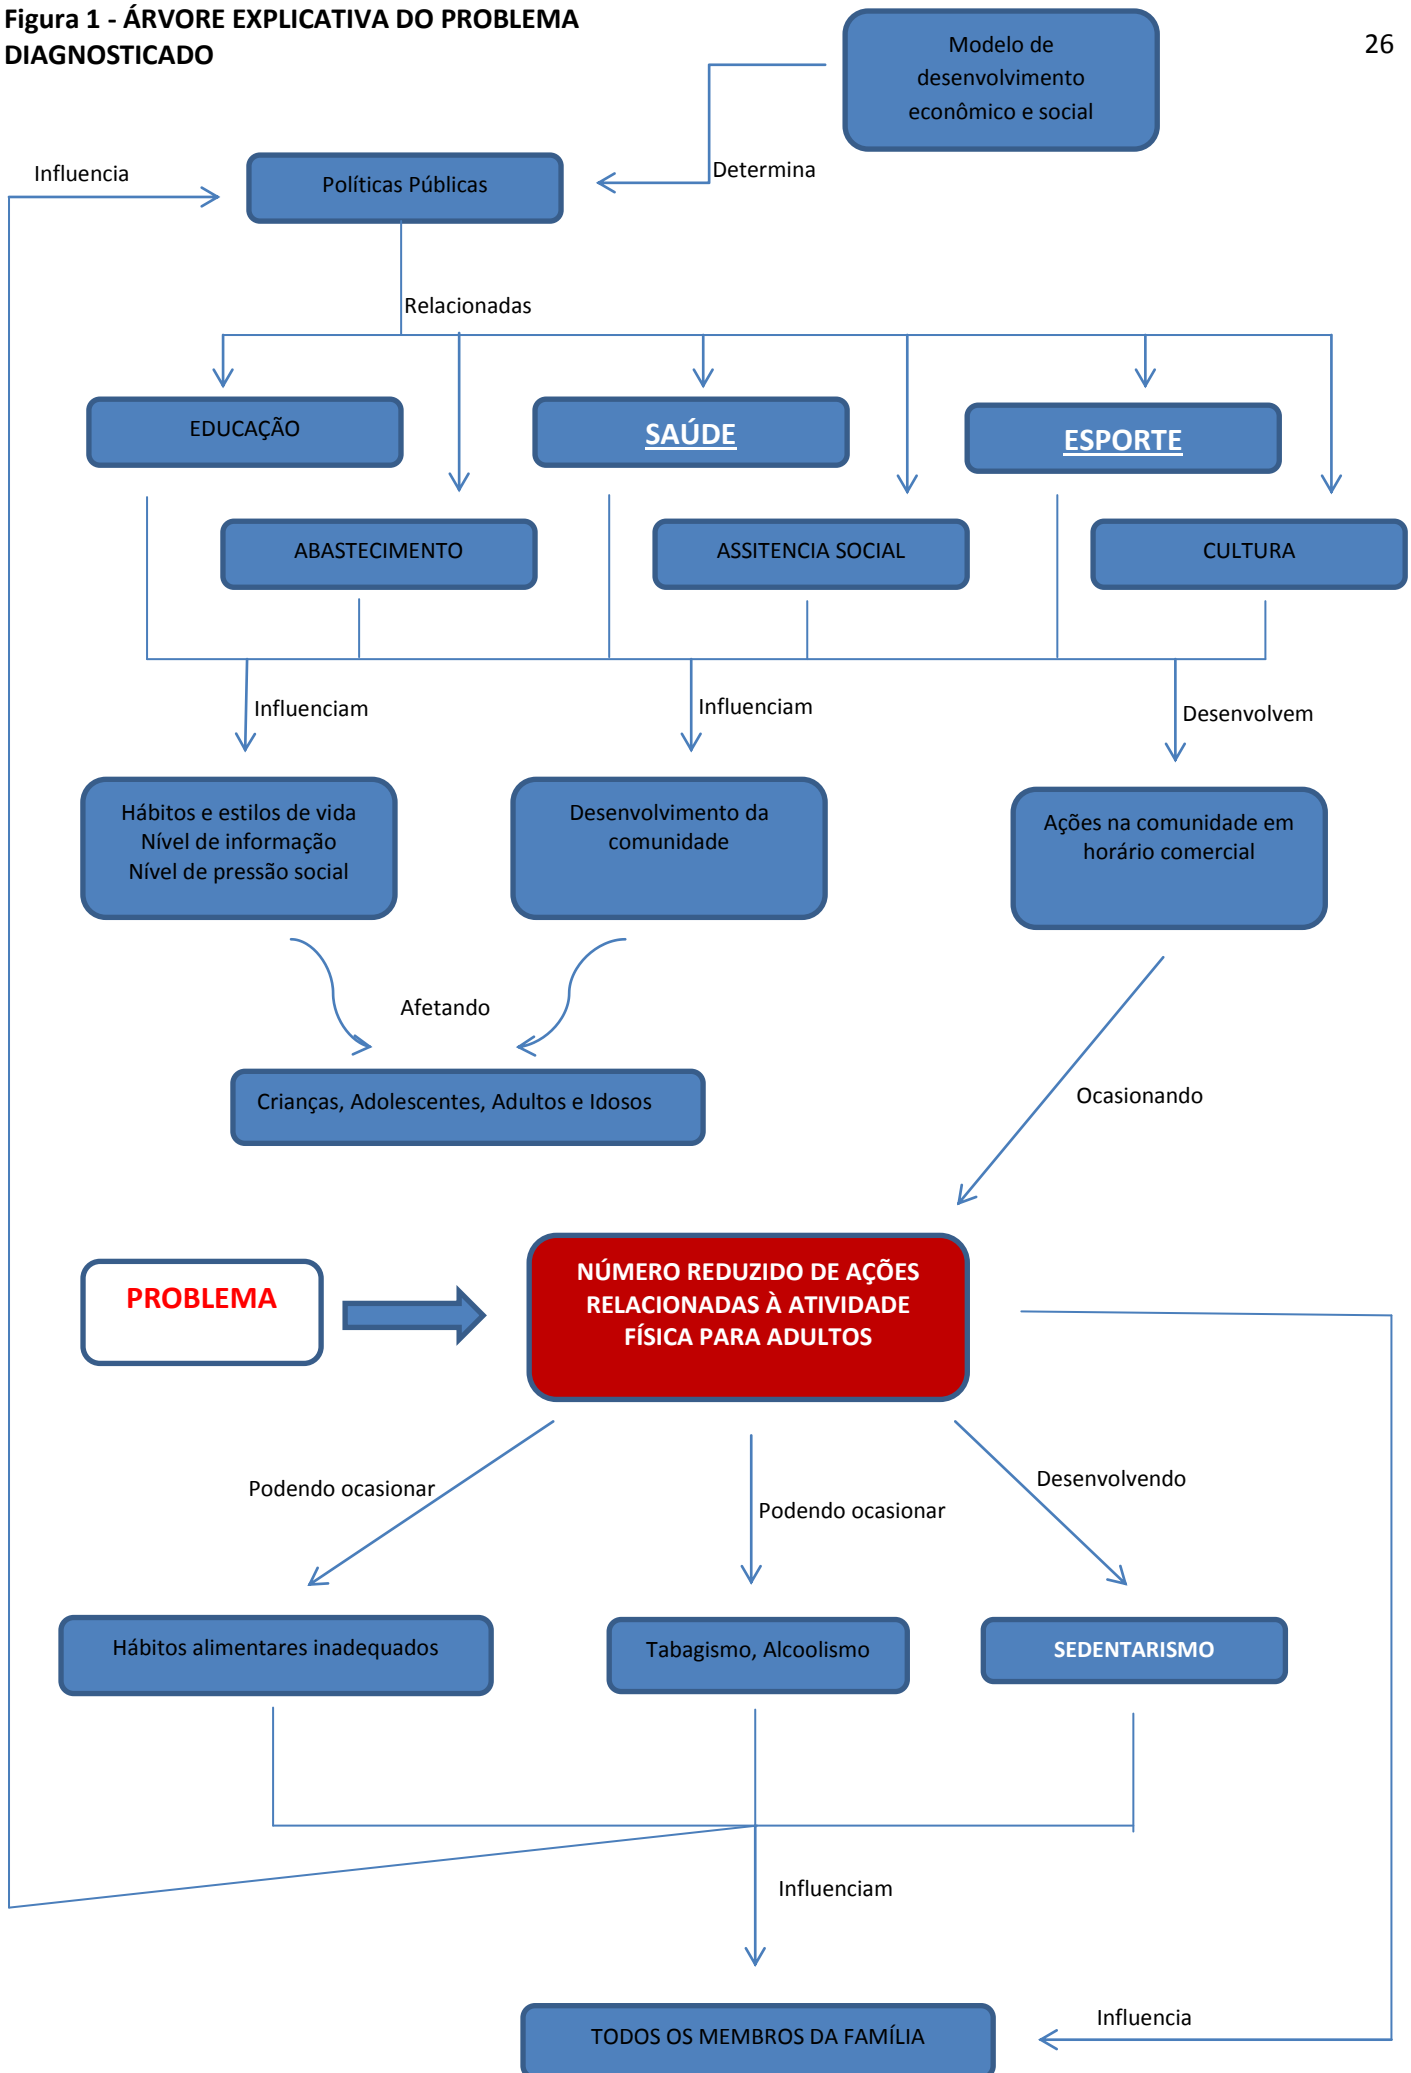 Figura 1 - ÁRVORE EXPLICATIVA DO PROBLEMA
DIAGNOSTICADO
26
Modelo de
desenvolvimento
econômico e social
Determina
Influencia
Políticas Públicas
Relacionadas
EDUCAÇÃO
SAÚDE
ESPORTE
ABASTECIMENTO
ASSITENCIA SOCIAL
CULTURA
Influenciam
Influenciam
Desenvolvem
Hábitos e estilos de vida
Nível de informação
Nível de pressão social
Desenvolvimento da
comunidade
Ações na comunidade em
horário comercial
Afetando
Crianças, Adolescentes, Adultos e Idosos
Ocasionando
PROBLEMA
NÚMERO REDUZIDO DE AÇÕES
RELACIONADAS À ATIVIDADE
FÍSICA PARA ADULTOS
Podendo ocasionar
Podendo ocasionar
Desenvolvendo
Hábitos alimentares inadequados
Tabagismo, Alcoolismo
SEDENTARISMO
Influenciam
TODOS OS MEMBROS DA FAMÍLIA
Influencia